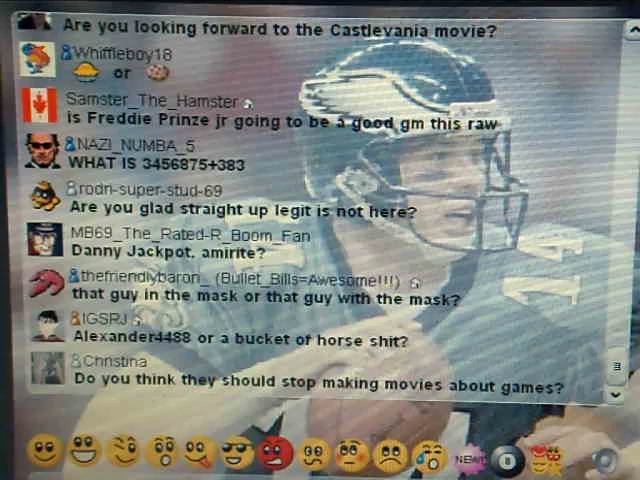 Are you looking forward to the Castlevania movie?
Whiffleboy18
or
Samster_The_Hamster
is Freddie Prinze jr going to be a good gm this raw
NAZI_NUMBA_5
WHAT IS 3456875+383
rodri-super-stud-69
Are you glad straight up legit is not here?
MB69_The_Rated-R_Boom_Fan
Danny Jackpot, amirite?
thefriendlybaron_ (Bullet_Bills=Awesome!!!)
that guy in the mask or that guy with the mask?
IGSRJ
Alexander4488 or a bucket of horse shit?
Christina
Do you think they should stop making movies about games?
NEW!
8